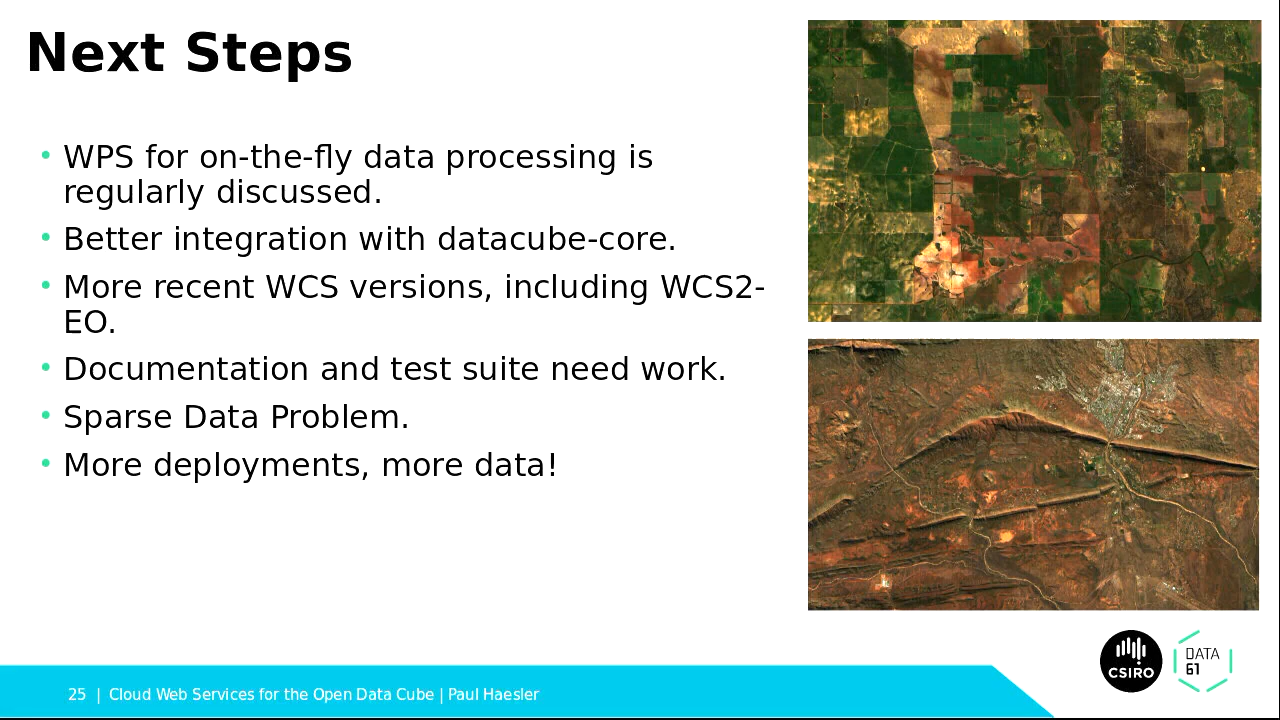 Next Steps
• WPS for on-the-fly data processing is
regularly discussed.
• Better integration with datacube-core.
• More recent WCS versions, including WCS2-
EO.
• Documentation and test suite need work.
• Sparse Data Problem.
• More deployments, more data!
CSIRO
DATA
61
25 | Cloud Web Services for the Open Data Cube | Paul Haesler